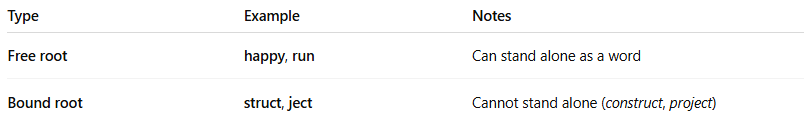 Type Example Notes
Free root happy, run Can stand alone as a word
Bound root struct, ject Cannot stand alone (construct, project)